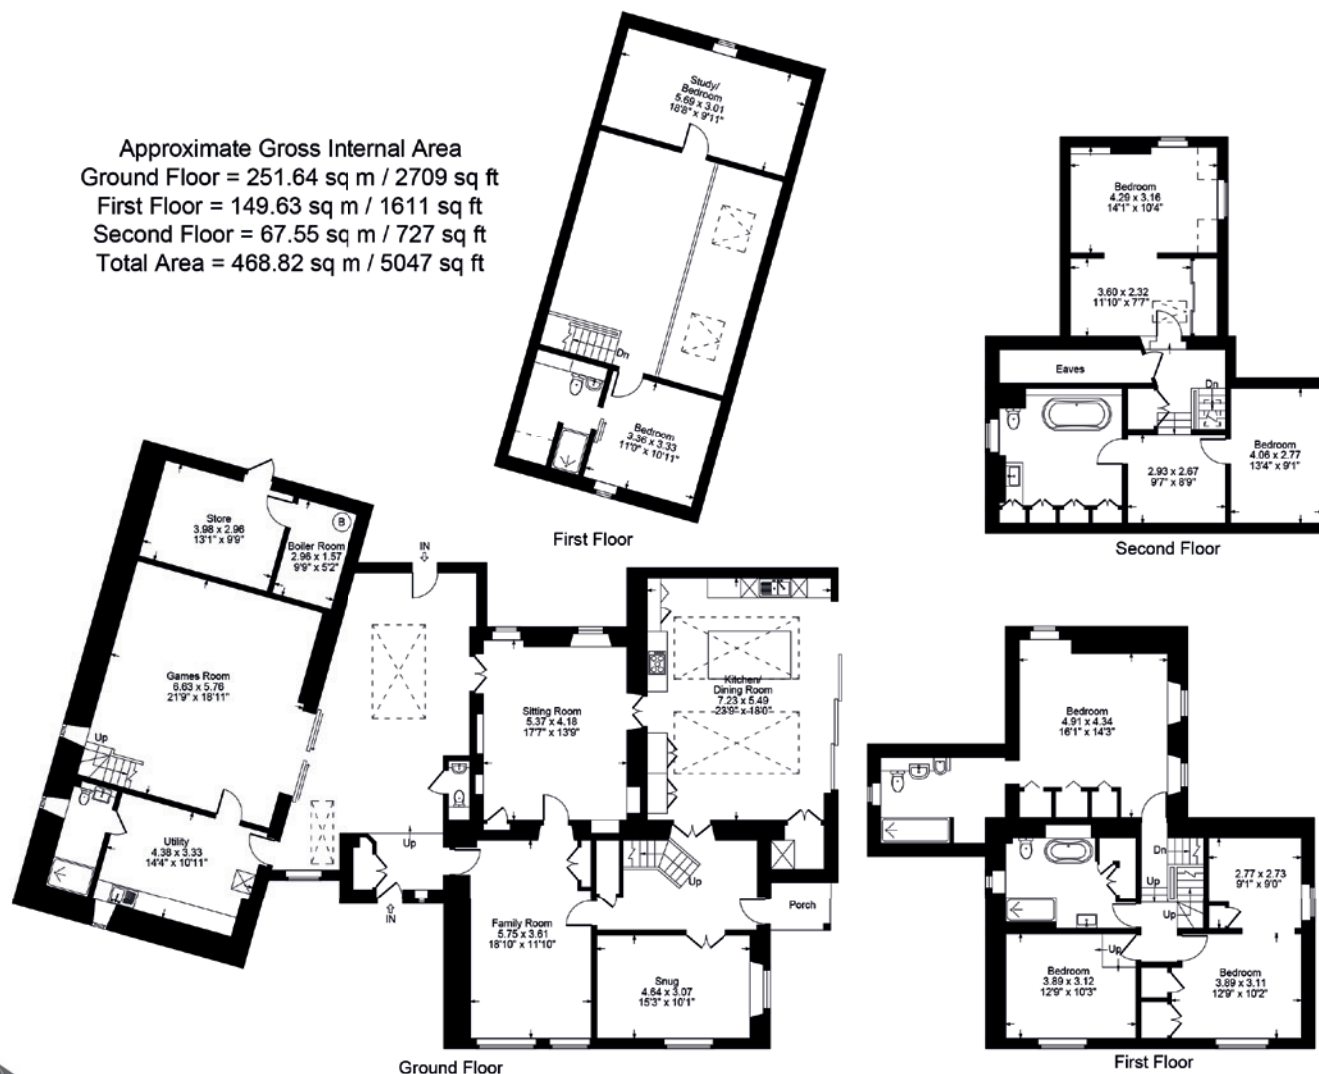 Approximate Gross Internal Area
Ground Floor = 251.64 sq m / 2709 sq ft
First Floor = 149.63 sq m / 1611 sq ft
Second Floor = 67.55 sq m / 727 sq ft
Total Area = 468.82 sq m / 5047 sq ft
Study/
Bedroom
5.69 x 3.01
18'8" x 9'11"
Dn
Bedroom
3.36 x 3.33
11'0" x 10'11"
First Floor
Bedroom
4.29 x 3.16
14'1" x 10'4"
3.60 x 2.32
11'10" x 7'7"
Eaves
Dn
Bedroom
4.06 x 2.77
13'4" x 9'1"
2.93 x 2.67
9'7" x 8'9"
Second Floor
Store
3.98 x 2.96
13'1" x 9'9"
B
Boiler Room
2.96 x 1.57
9'9" x 5'2"
IN
Games Room
6.63 x 5.76
21'9" x 18'11"
Up
Utility
4.38 x 3.33
14'4" x 10'11"
Sitting Room
5.37 x 4.18
17'7" x 13'9"
Kitchen/
Dining Room
7.23 x 5.49
23'9" x 18'0"
Up
IN
Up
Porch
Family Room
5.75 x 3.61
18'10" x 11'10"
Snug
4.64 x 3.07
15'3" x 10'1"
Ground Floor
Bedroom
4.91 x 4.34
16'1" x 14'3"
Dn
Up
Up
2.77 x 2.73
9'1" x 9'0"
Up
Bedroom
3.89 x 3.12
12'9" x 10'3"
Bedroom
3.89 x 3.11
12'9" x 10'2"
First Floor